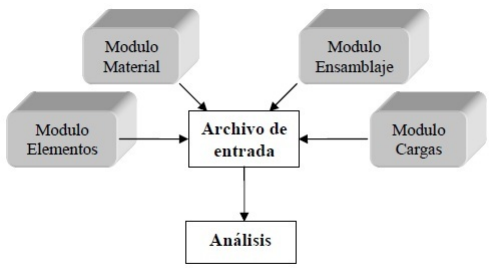 Modulo
Material
Modulo
Ensamblaje
Modulo
Elementos
Archivo de
entrada
Modulo
Cargas
Análisis